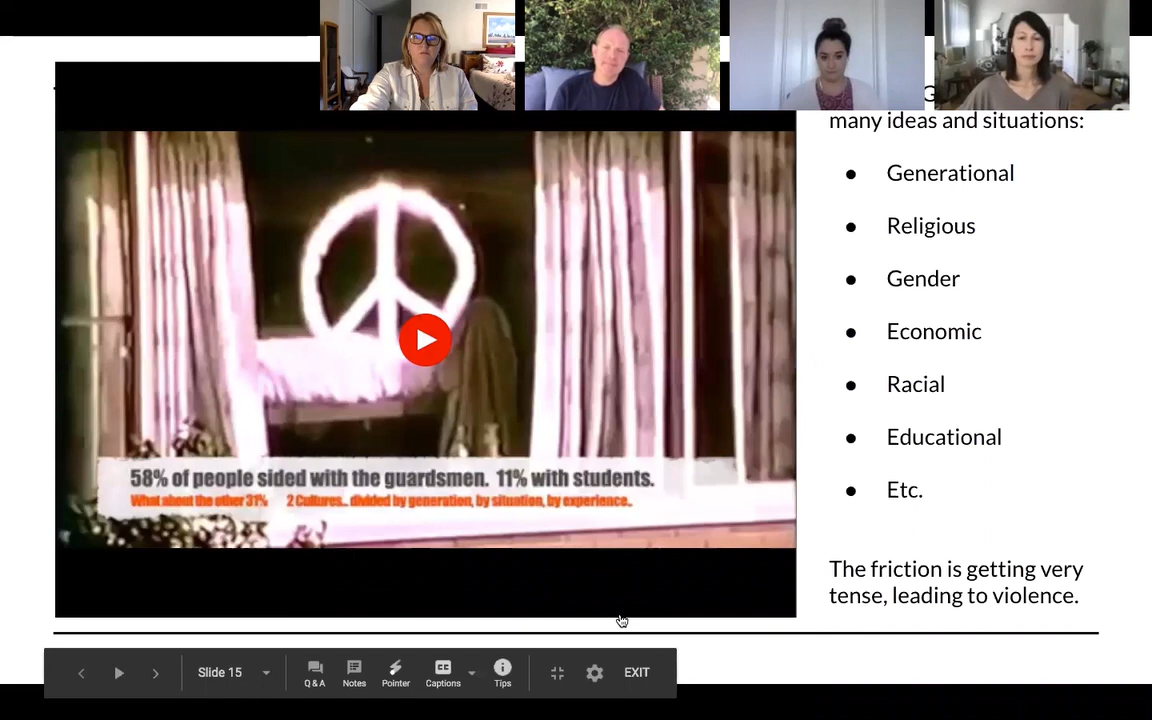 many ideas and situations:
● Generational
● Religious
● Gender
● Economic
● Racial
● Educational
● Etc.
58% of people sided with the guardsmen. 11% with students.
What about the other 31% 2 Cultures.. divided by generation, by situation, by experience..
The friction is getting very
tense, leading to violence.
Slide 15
Q & A
Notes
Pointer
CC
Captions
Tips
EXIT